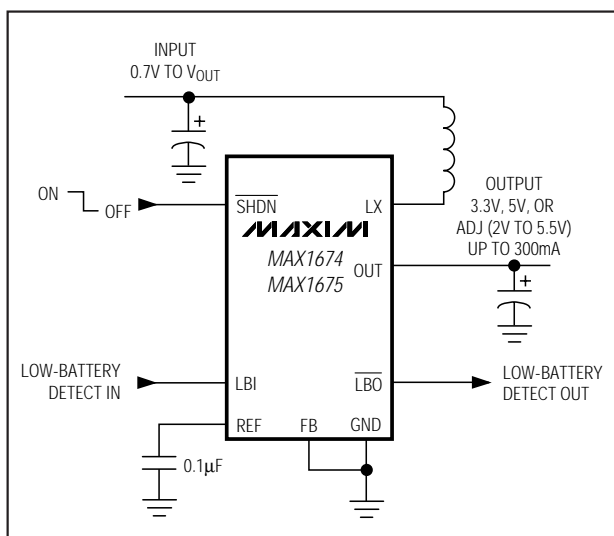 INPUT
0.7V TO VOUT
ON
OFF
SHDN
LX
MAXIM
MAX1674
MAX1675
OUT
OUTPUT
3.3V, 5V, OR
ADJ (2V TO 5.5V)
UP TO 300mA
+
+
LOW-BATTERY
DETECT IN
LBI
LBO
LOW-BATTERY
DETECT OUT
REF
FB
GND
0.1µF